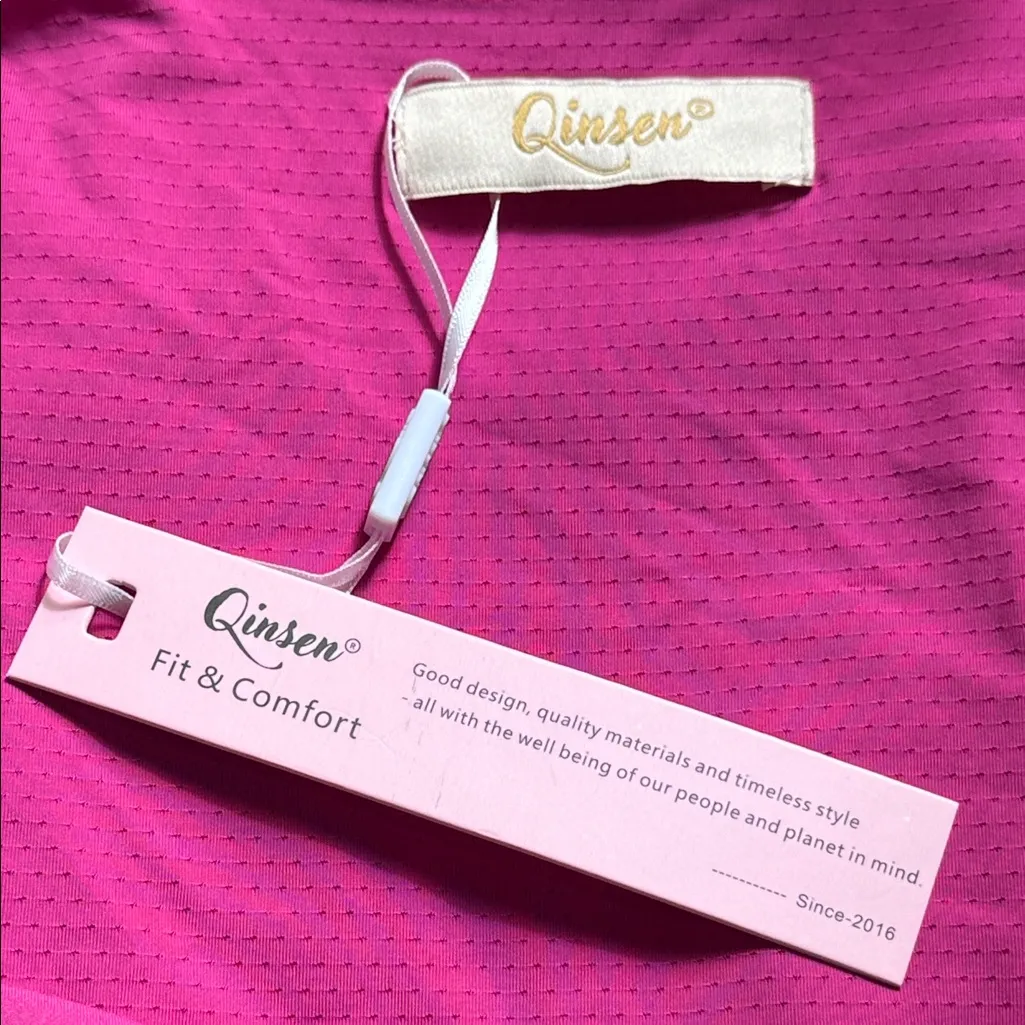 Qinsen®
Qinsen®
Fit & Comfort
Good design, quality materials and timeless style
- all with the well being of our people and planet in mind.
----------- Since-2016